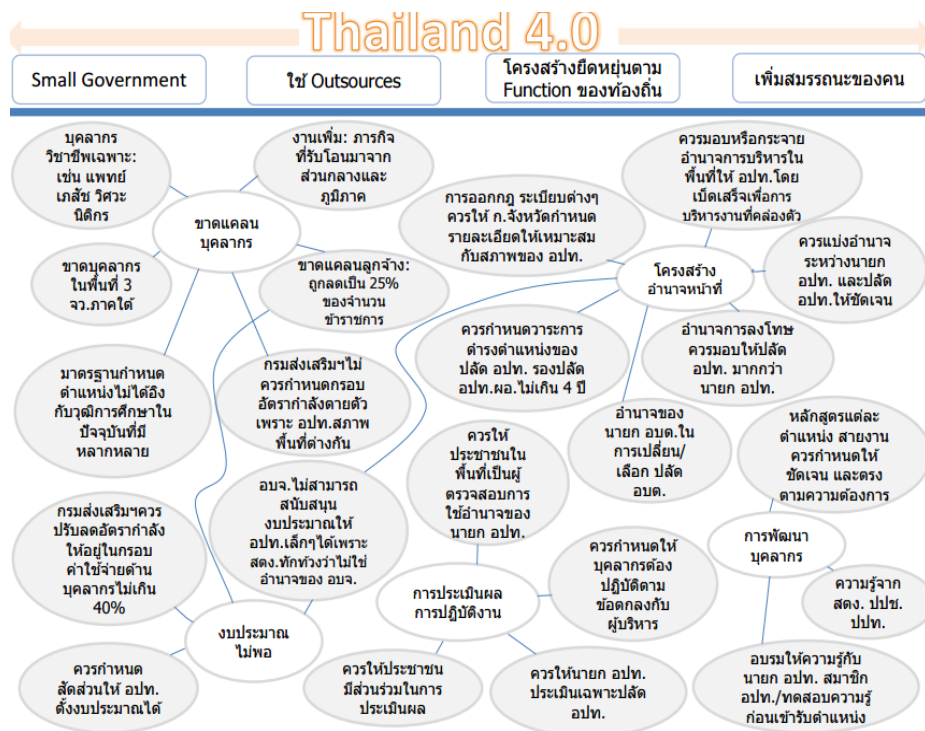 Thailand 4.0
Small Government
ใช้ Outsources
โครงสร้างยืดหยุ่นตาม
Function ของท้องถิ่น
เพิ่มสมรรถนะของคน
บุคลากร
วิชาชีพเฉพาะ:
เช่น แพทย์
เภสัช วิศวะ
นิติกร
งานเพิ่ม: ภารกิจ
ที่รับโอนมาจาก
ส่วนกลางและ
ภูมิภาค
ขาดแคลน
บุคลากร
ขาดบุคลากร
ในพื้นที่ 3
จว.ภาคใต้
ขาดแคลนลูกจ้าง:
ถูกลดเป็น 25%
ของจำนวน
ข้าราชการ
มาตรฐานกำหนด
ตำแหน่งไม่ได้อิง
กับวุฒิการศึกษาใน
ปัจจุบันที่มี
หลากหลาย
กรมส่งเสริมฯไม่
ควรกำหนดกรอบ
อัตรากำลังตายตัว
เพราะ อปท.สภาพ
พื้นที่ต่างกัน
กรมส่งเสริมฯควร
ปรับลดอัตรากำลัง
ให้อยู่ในกรอบ
ค่าใช้จ่ายด้าน
บุคลากรไม่เกิน
40%
อบจ.ไม่สามารถ
สนับสนุน
งบประมาณให้
อปท.เล็กๆได้เพราะ
สตง.ทักท้วงว่าไม่ใช่
อำนาจของ อบจ.
งบประมาณ
ไม่พอ
ควรกำหนด
สัดส่วนให้ อปท.
ตั้งงบประมาณได้
การออกกฎ ระเบียบต่างๆ
ควรให้ ก.จังหวัดกำหนด
รายละเอียดให้เหมาะสม
กับสภาพของ อปท.
ควรมอบหรือกระจาย
อำนาจการบริหารใน
พื้นที่ให้ อปท.โดย
เบ็ดเสร็จเพื่อการ
บริหารงานที่คล่องตัว
โครงสร้าง
อำนาจหน้าที่
ควรแบ่งอำนาจ
ระหว่างนายก
อปท. และปลัด
อปท.ให้ชัดเจน
ควรกำหนดวาระการ
ดำรงตำแหน่งของ
ปลัด อปท. รองปลัด
อปท.ผอ.ไม่เกิน 4 ปี
อำนาจการลงโทษ
ควรมอบให้ปลัด
อปท. มากกว่า
นายก อปท.
อำนาจของ
นายก อบต.ใน
การเปลี่ยน/
เลือก ปลัด
อบต.
ควรให้
ประชาชนใน
พื้นที่เป็นผู้
ตรวจสอบการ
ใช้อำนาจของ
นายก อปท.
การประเมินผล
การปฏิบัติงาน
ควรกำหนดให้
บุคลากรต้อง
ปฏิบัติตาม
ข้อตกลงกับ
ผู้บริหาร
ควรให้ประชาชน
มีส่วนร่วมในการ
ประเมินผล
ควรให้นายก อปท.
ประเมินเฉพาะปลัด
อปท.
หลักสูตรแต่ละ
ตำแหน่ง สายงาน
ควรกำหนดให้
ชัดเจน และตรง
ตามความต้องการ
การพัฒนา
บุคลากร
ความรู้จาก
สตง. ปปช.
ปปท.
อบรมให้ความรู้กับ
นายก อปท. สมาชิก
อปท./ทดสอบความรู้
ก่อนเข้ารับตำแหน่ง